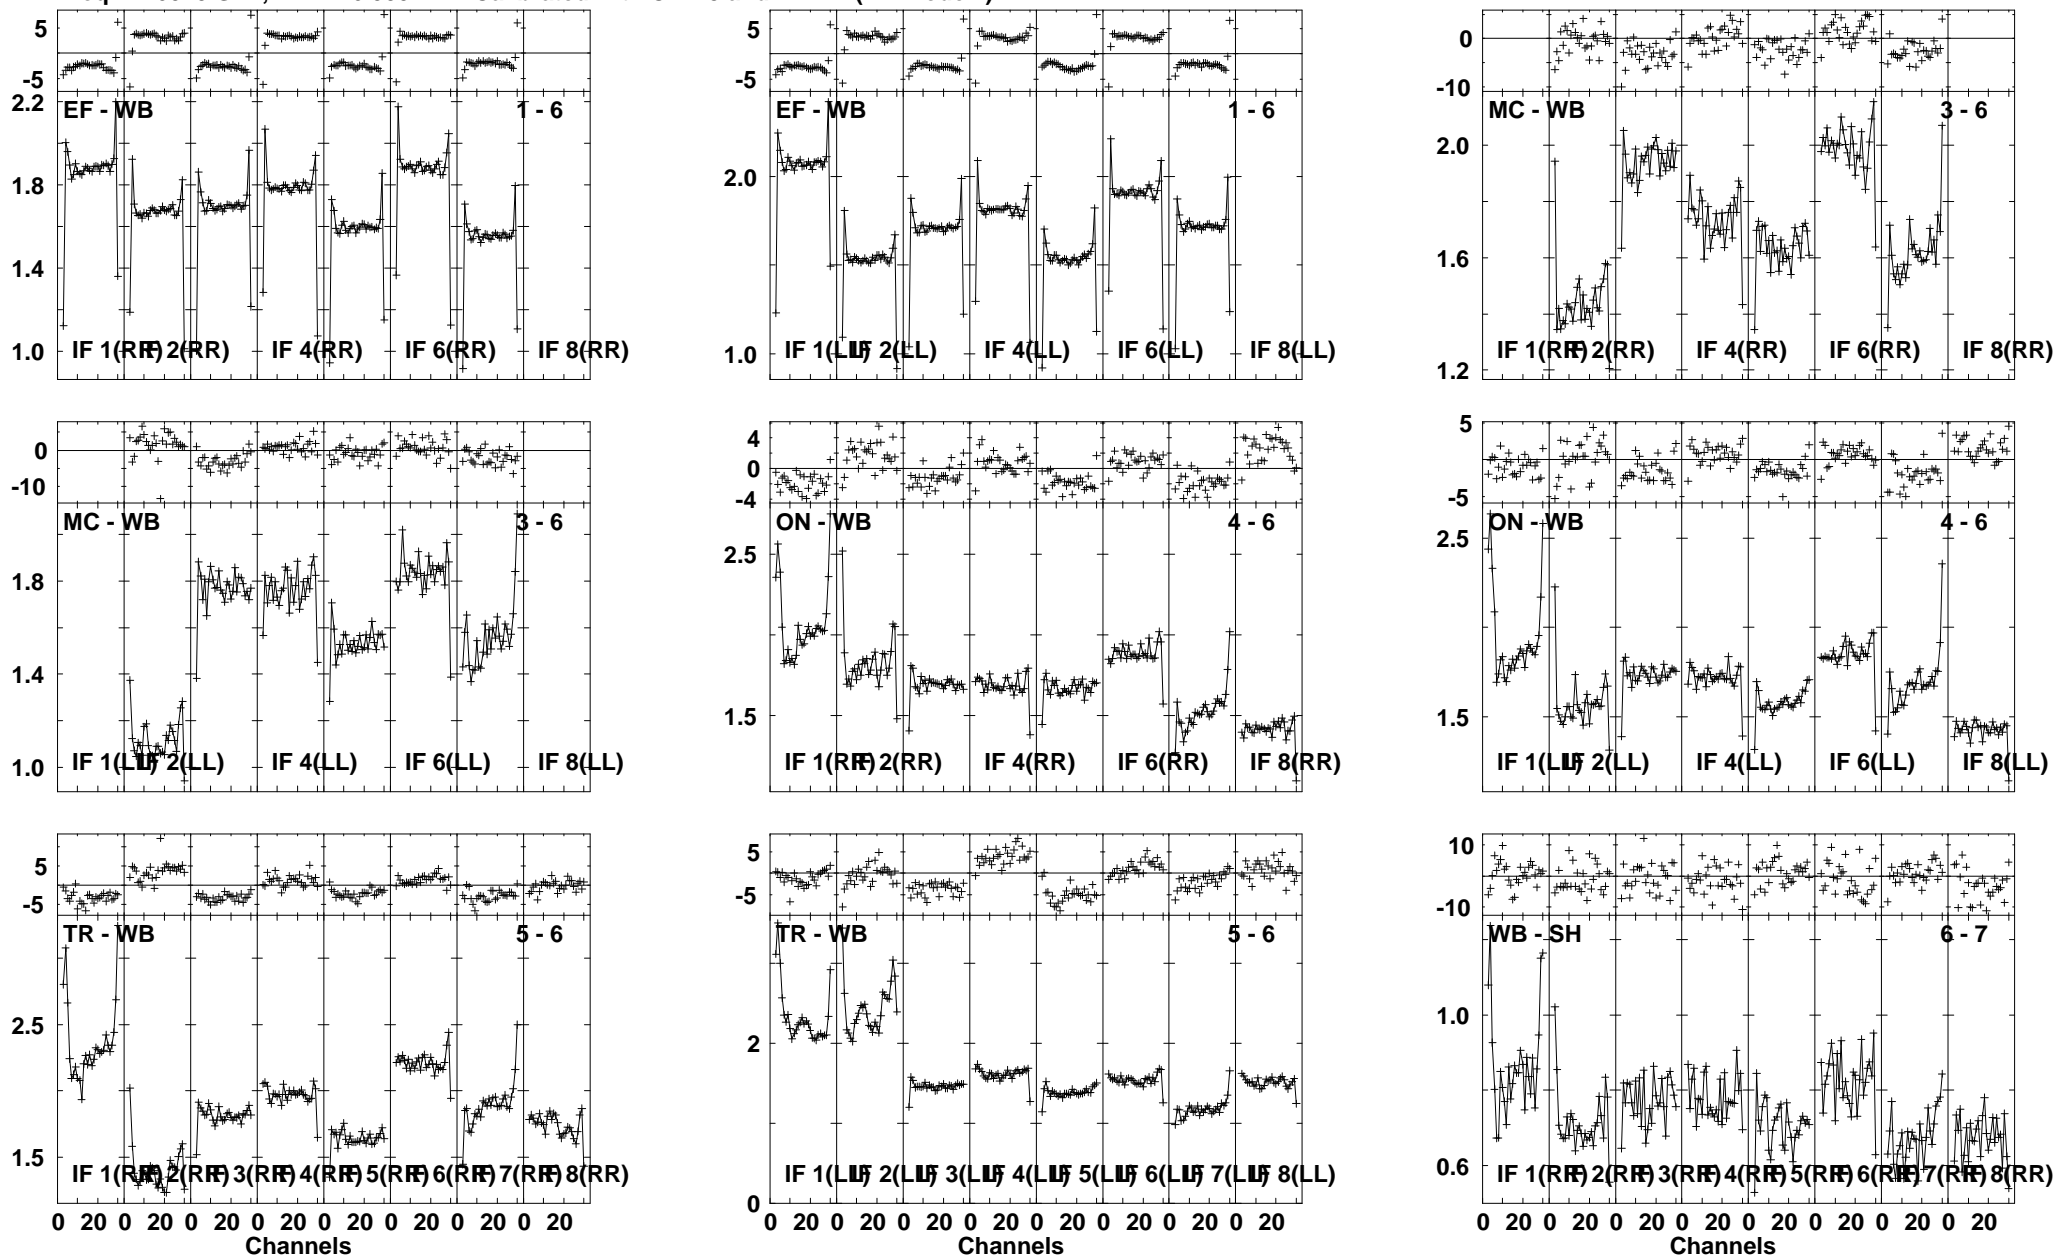 5
-5
EF - WB 1 - 6
2.2
1.8
1.4
1.0
IF 1(RR) IF 2(RR) IF 4(RR) IF 6(RR) IF 8(RR)
5
-5
EF - WB 1 - 6
2.0
1.0
IF 1(LL) IF 2(LL) IF 4(LL) IF 6(LL) IF 8(LL)
0
-10
MC - WB 3 - 6
2.0
1.6
1.2
IF 1(RR) IF 2(RR) IF 4(RR) IF 6(RR) IF 8(RR)
0
-10
MC - WB 3 - 6
1.8
1.4
1.0
IF 1(LL) IF 2(LL) IF 4(LL) IF 6(LL) IF 8(LL)
4
0
-4
ON - WB 4 - 6
2.5
1.5
IF 1(RR) IF 2(RR) IF 4(RR) IF 6(RR) IF 8(RR)
5
-5
ON - WB 4 - 6
2.5
1.5
IF 1(LL) IF 2(LL) IF 4(LL) IF 6(LL) IF 8(LL)
5
-5
TR - WB 5 - 6
2.5
1.5
IF 1(RR) IF 2(RR) IF 3(RR) IF 4(RR) IF 5(RR) IF 6(RR) IF 7(RR) IF 8(RR)
0 20 0 20 0 20 0 20 0 20 0 20 0 20 0 20
Channels
5
-5
TR - WB 5 - 6
2
0
IF 1(LL) IF 2(LL) IF 3(LL) IF 4(LL) IF 5(LL) IF 6(LL) IF 7(LL) IF 8(LL)
0 20 0 20 0 20 0 20 0 20 0 20 0 20 0 20
Channels
10
-10
WB - SH 6 - 7
1.0
0.6
IF 1(RR) IF 2(RR) IF 3(RR) IF 4(RR) IF 5(RR) IF 6(RR) IF 7(RR) IF 8(RR)
0 20 0 20 0 20 0 20 0 20 0 20 0 20 0 20
Channels